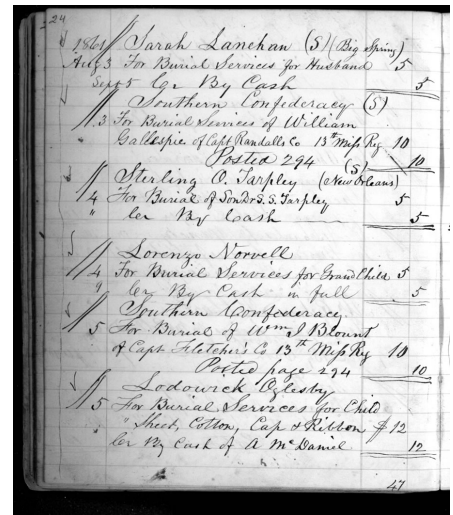 24
1861 Sarah Lanehan (S) (Big Spring)
Aug 3 For Burial Services for Husband 5
Sept 5 Cr By Cash 5
Southern Confederacy (S)
" 3 For Burial Services of William
Gallespie of Capt Randalls Co 13th Miss Reg 10
Posted 294 10
Sterling O. Tarpley (S) (New Orleans)
" 4 For Burial of Son Dr S. S. Tarpley 5
" Cr By Cash 5
Lorenzo Norvell
" 4 For Burial Services for Grand Child 5
9 Cr By Cash in full 5
Southern Confederacy
" 5 For Burial of Wm J Blount
of Capt Fletcher's Co 13th Miss Reg 10
Posted page 294 10
Lodowick Oglesby
" 5 For Burial Services for Child
" Sheet, Cotton, Cap & Ribbon 12
Cr By Cash of A McDaniel 12
47